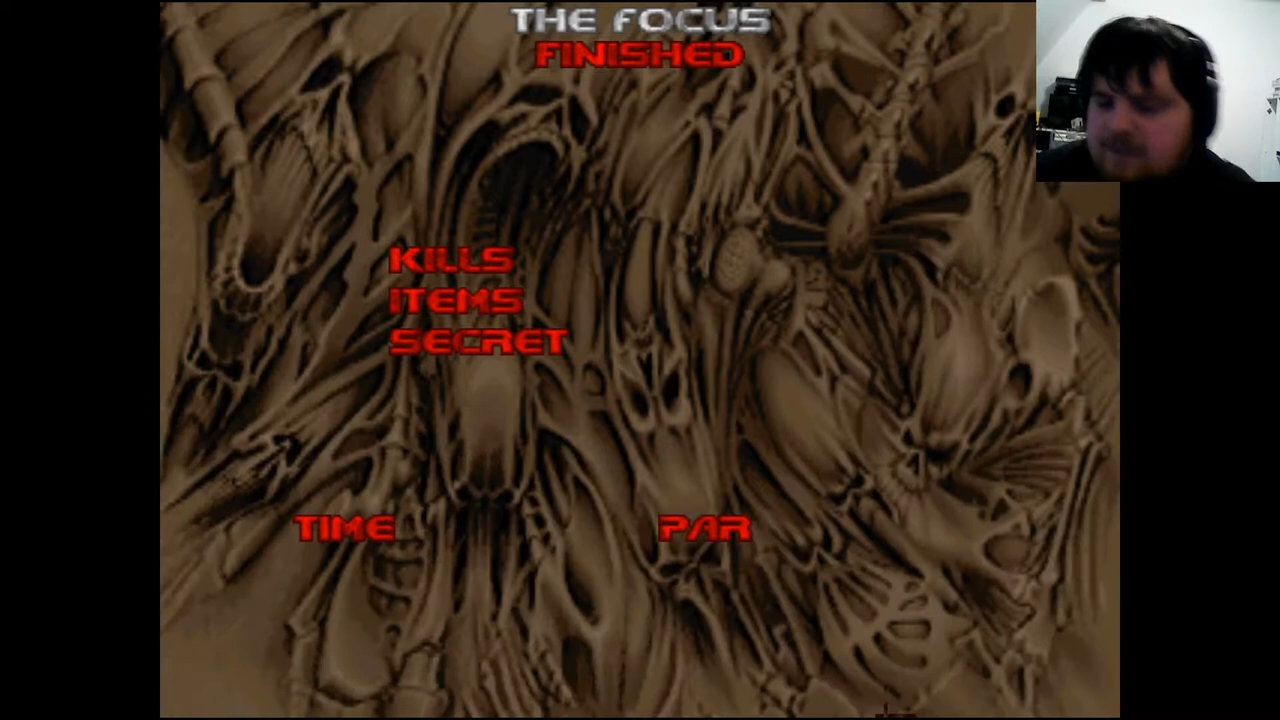 THE FOCUS
FINISHED
KILLS
ITEMS
SECRET
TIME PAR